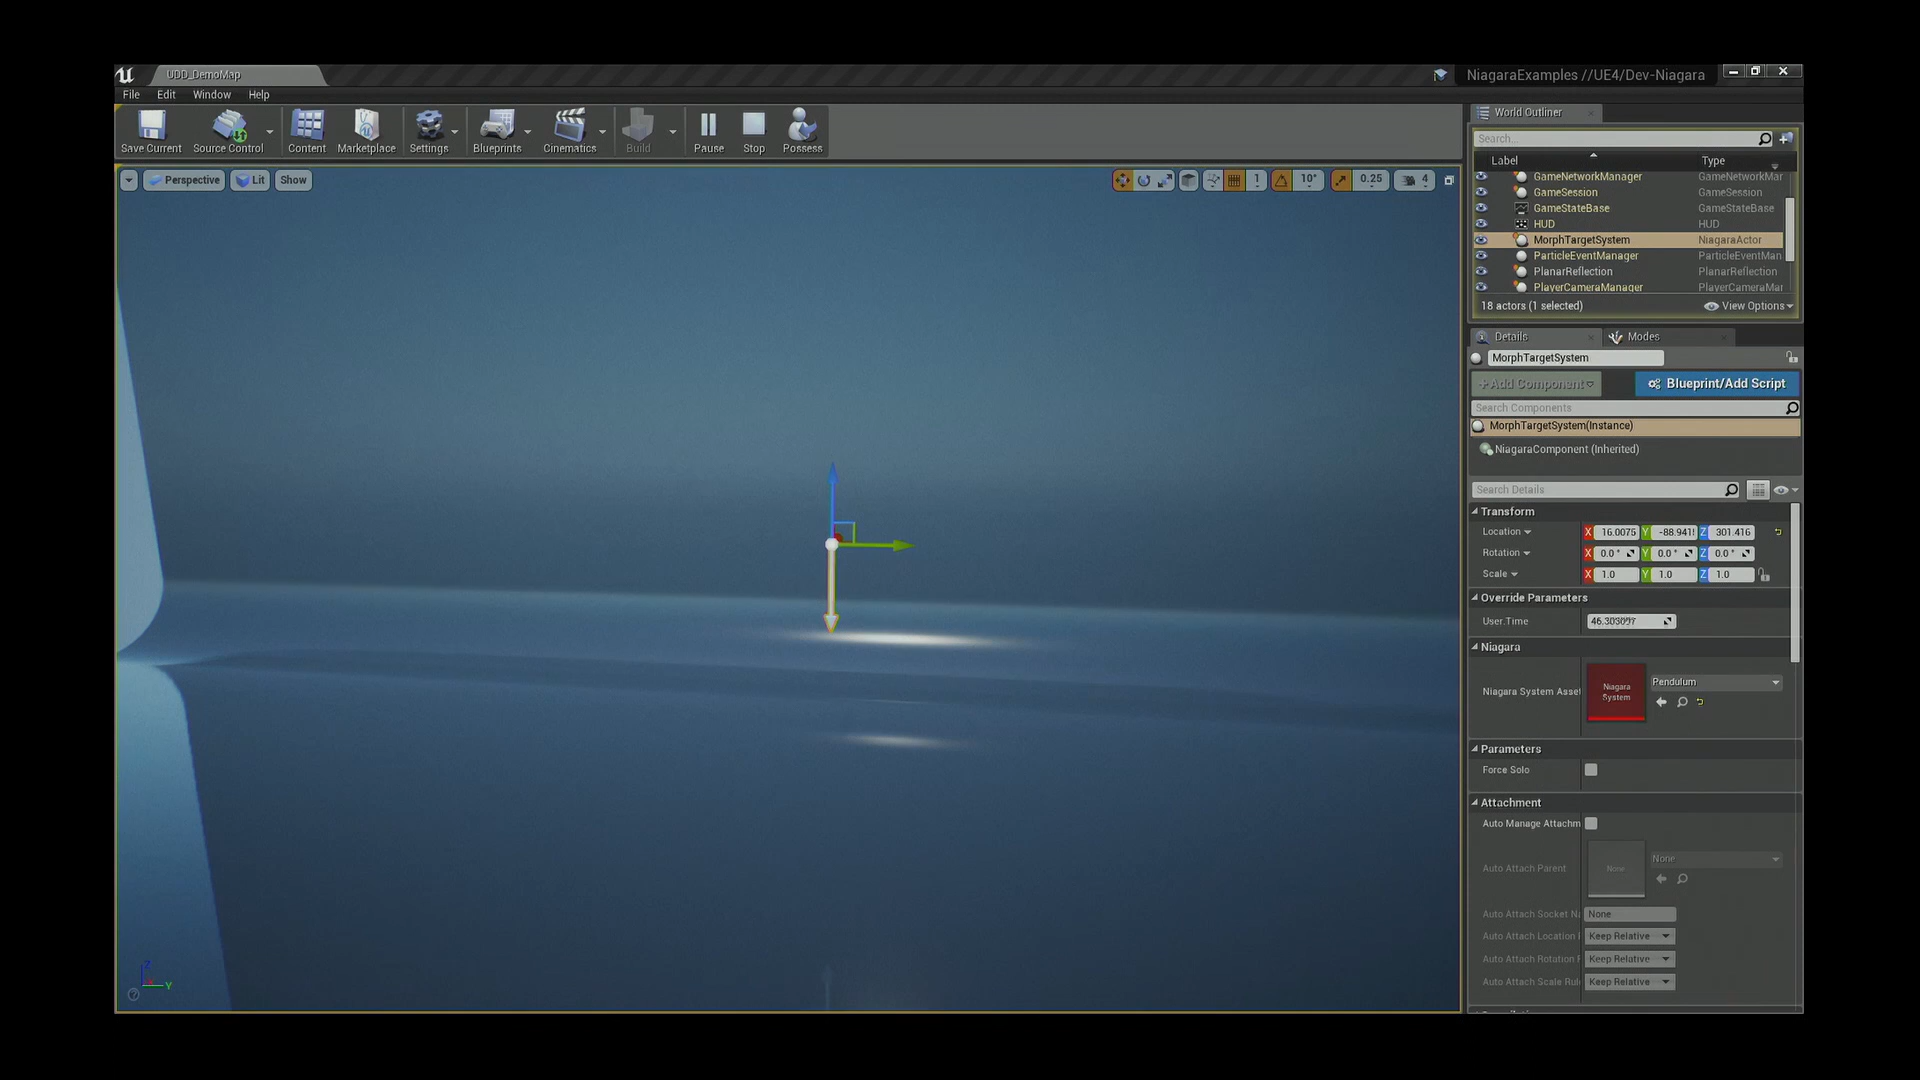 UDD_DemoMap
NiagaraExamples //UE4/Dev-Niagara
File Edit Window Help
Save Current Source Control Content Marketplace Settings Blueprints Cinematics Build Pause Stop Possess
Perspective Lit Show
1 10° 0.25 4
World Outliner
Search...
Label Type
GameNetworkManager GameNetworkMar
GameSession GameSession
GameStateBase GameStateBase
HUD HUD
MorphTargetSystem NiagaraActor
ParticleEventManager ParticleEventMan
PlanarReflection PlanarReflection
PlayerCameraManager PlayerCameraMar
18 actors (1 selected) View Options
Details Modes
MorphTargetSystem
+Add Component Blueprint/Add Script
Search Components
MorphTargetSystem(Instance)
NiagaraComponent (Inherited)
Search Details
Transform
Location X 16.0075 Y -88.941 Z 301.416
Rotation X 0.0° Y 0.0° Z 0.0°
Scale X 1.0 Y 1.0 Z 1.0
Override Parameters
User.Time
Niagara
Niagara System Asset Niagara System Pendulum
Parameters
Force Solo
Attachment
Auto Manage Attachm
Auto Attach Parent None None
Auto Attach Socket Na None
Auto Attach Location Keep Relative
Auto Attach Rotation Keep Relative
Auto Attach Scale Rul Keep Relative
Z
Y